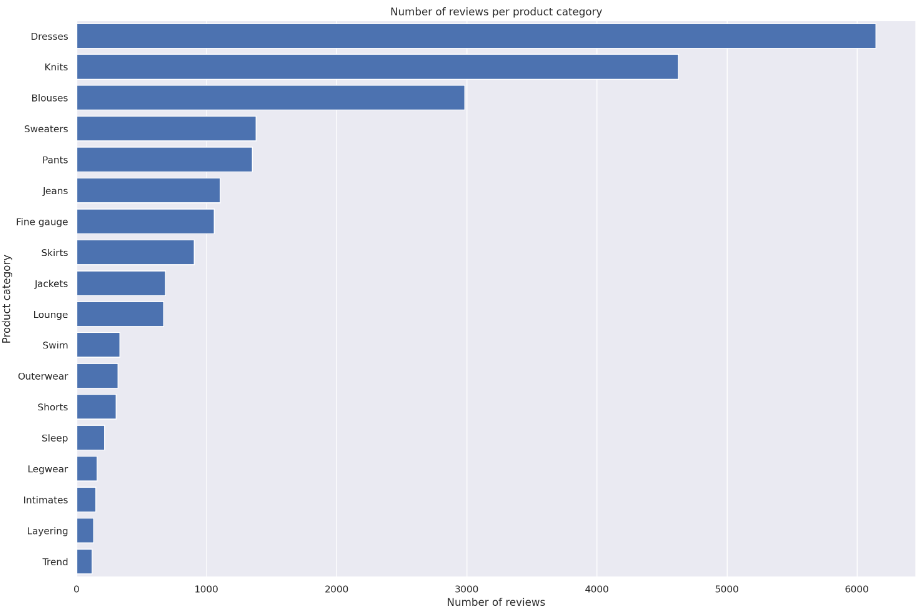 Number of reviews per product category
Dresses
Knits
Blouses
Sweaters
Pants
Jeans
Fine gauge
Skirts
Jackets
Lounge
Swim
Outerwear
Shorts
Sleep
Legwear
Intimates
Layering
Trend
Product category
0 1000 2000 3000 4000 5000 6000
Number of reviews